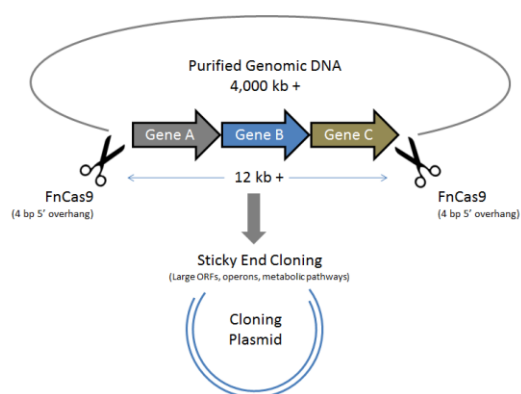 Purified Genomic DNA
4,000 kb +
Gene A
Gene B
Gene C
FnCas9
(4 bp 5' overhang)
12 kb +
FnCas9
(4 bp 5' overhang)
Sticky End Cloning
(Large ORFs, operons, metabolic pathways)
Cloning
Plasmid